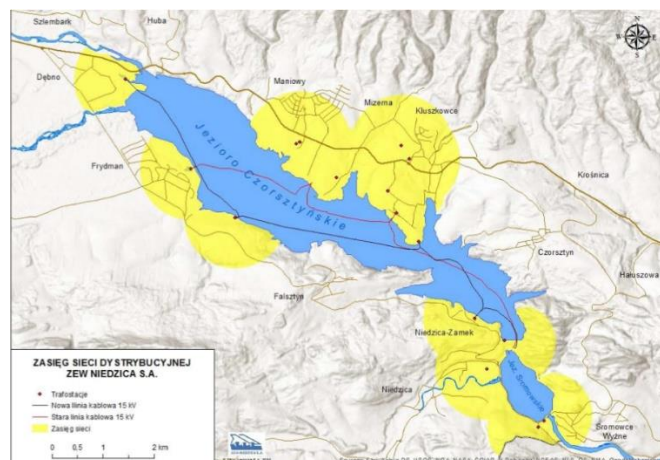 Szlembark
Huba
N
W E
S
Dębno
Maniowy
Mizerna
Kluszkowce
Frydman
Jezioro Czorsztyńskie
Krośnica
Czorsztyn
Hałuszowa
Falsztyn
Niedzica-Zamek
Niedzica
Jez. Sromowskie
Sromowce
Wyżne
ZASIĘG SIECI DYSTRYBUCYJNEJ
ZEW NIEDZICA S.A.
Trafostacje
Nowa linia kablowa 15 kV
Stara linia kablowa 15 kV
Zasięg sieci
0 0,5 1 2 km